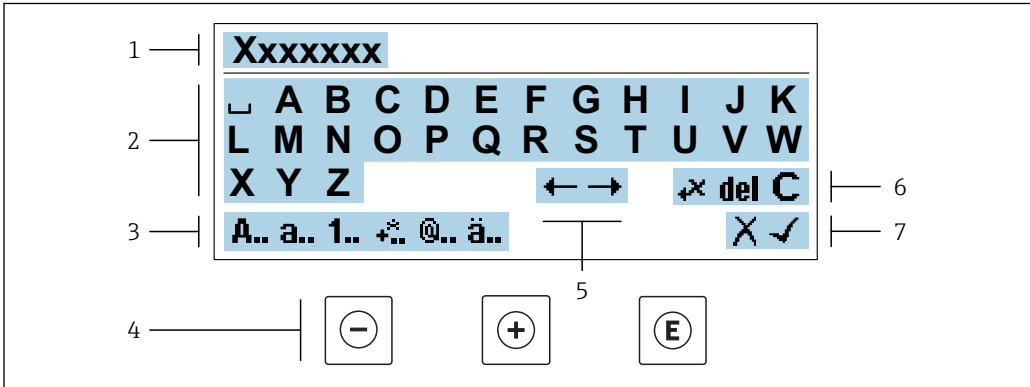 1 Xxxxxxx
2 ␣ A B C D E F G H I J K
L M N O P Q R S T U V W
X Y Z ← → ↵× del C 6
3 A.. a.. 1.. +*.. @.. ä.. X ✓ 7
5
4 − + E